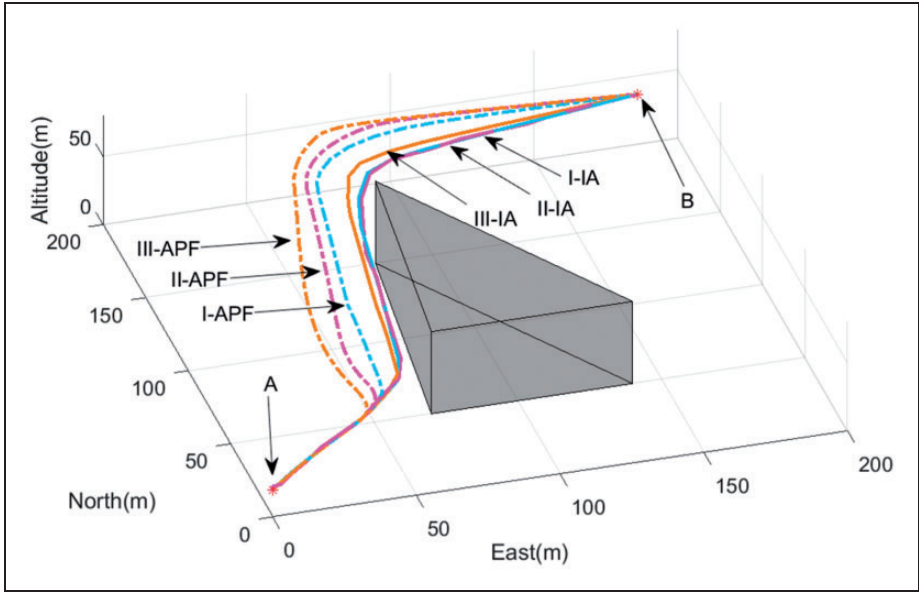 50
Altitude(m)
0
200
B
I-IA
II-IA
III-IA
III-APF
II-APF
I-APF
150
100
A
50
North(m)
0
0
50
100
150
200
East(m)